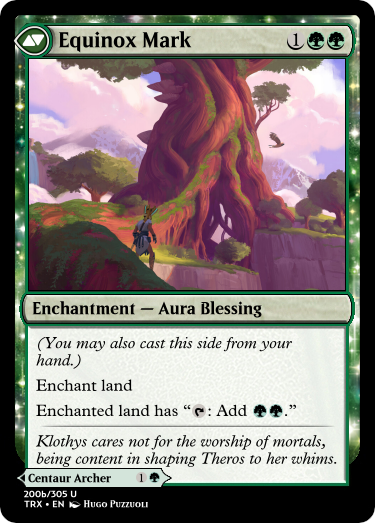 Equinox Mark 1
Enchantment — Aura Blessing
(You may also cast this side from your
hand.)
Enchant land
Enchanted land has “: Add .”
Klothys cares not for the worship of mortals,
being content in shaping Theros to her whims.
Centaur Archer 1
200b/305 U
TRX • EN Hugo Puzzuoli